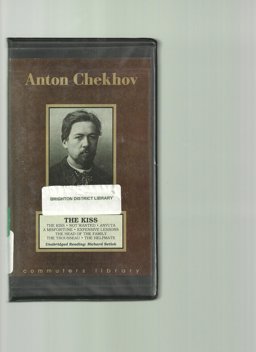 Anton Chekhov
BRIGHTON DISTRICT LIBRARY
THE KISS
THE KISS • NOT WANTED • ANYUTA
A MISFORTUNE • EXPENSIVE LESSONS
THE HEAD OF THE FAMILY
THE TROUSSEAU • THE HELPMATE
Unabridged Reading: Richard Setlok
commuters library